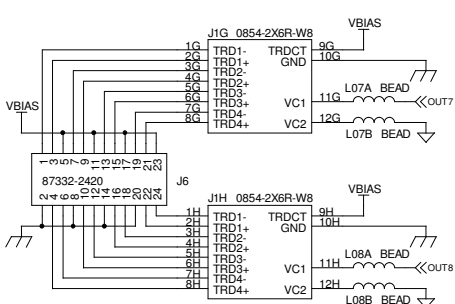 J1G 0854-2X6R-W8
VBIAS
1G TRD1- TRDCT 9G
2G TRD1+ GND 10G
3G TRD2-
4G TRD2+
5G TRD3-
6G TRD3+ VC1 11G L07A BEAD OUT7
7G TRD4-
8G TRD4+ VC2 12G
L07B BEAD
VBIAS
1 3 5 7 9 11 13 15 17 19 21 23
87332-2420 J6
2 4 6 8 10 12 14 16 18 20 22 24
J1H 0854-2X6R-W8
VBIAS
1H TRD1- TRDCT 9H
2H TRD1+ GND 10H
3H TRD2-
4H TRD2+
5H TRD3-
6H TRD3+ VC1 11H L08A BEAD OUT8
7H TRD4-
8H TRD4+ VC2 12H
L08B BEAD